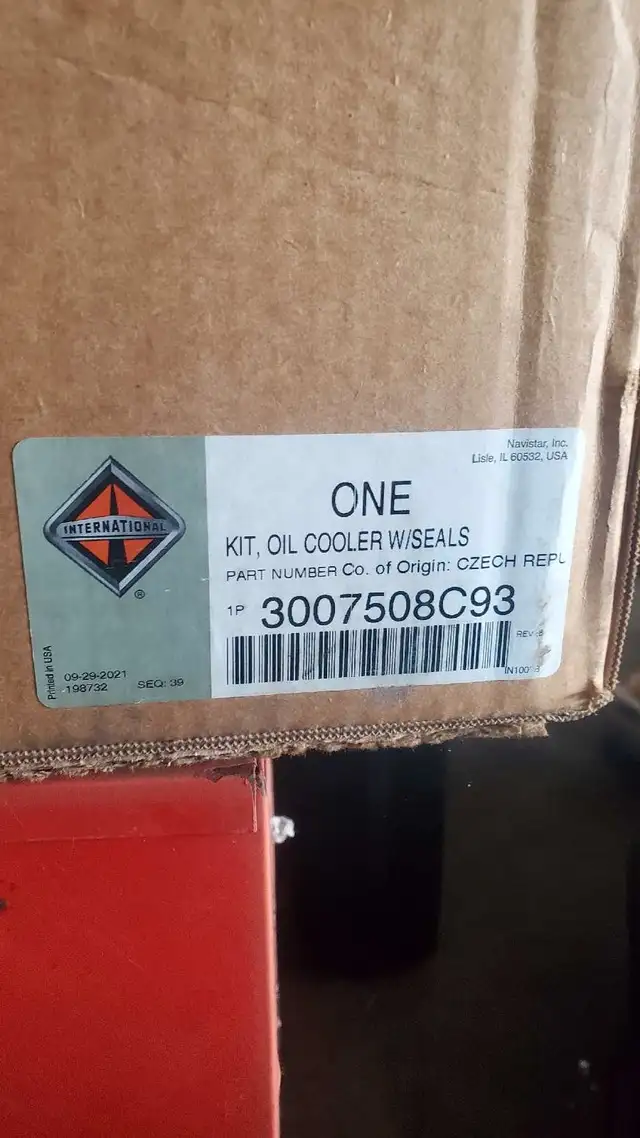 Navistar, Inc.
Lisle, IL 60532, USA
INTERNATIONAL
®
ONE
KIT, OIL COOLER W/SEALS
PART NUMBER Co. of Origin: CZECH REPU
1P 3007508C93
REV:
Printed in USA
09-29-2021
198732 SEQ: 39